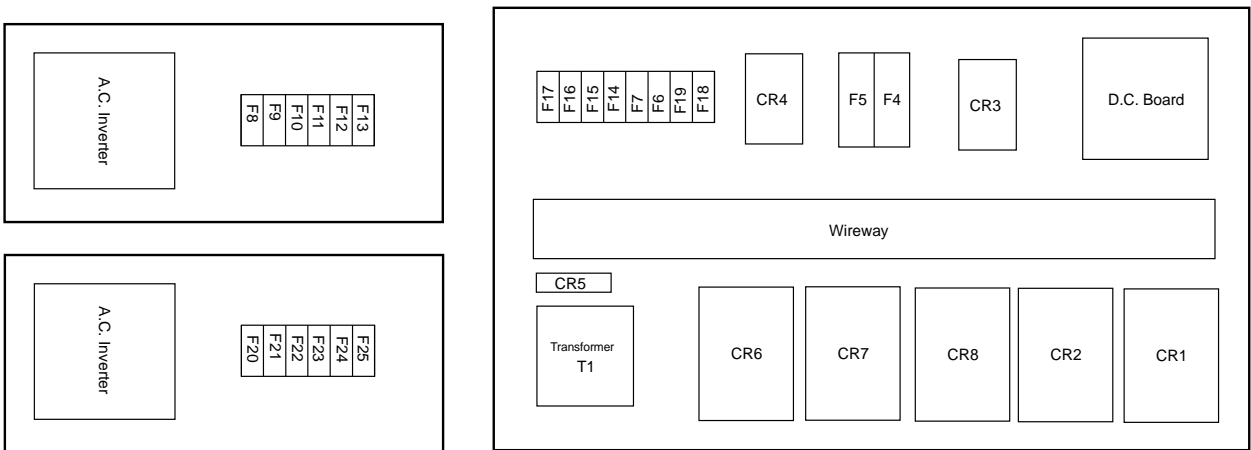 A.C. Inverter
F8
F9
F10
F11
F12
F13
A.C. Inverter
F20
F21
F22
F23
F24
F25
F17
F16
F15
F14
F7
F6
F19
F18
CR4
F5
F4
CR3
D.C. Board
Wireway
CR5
Transformer
T1
CR6
CR7
CR8
CR2
CR1